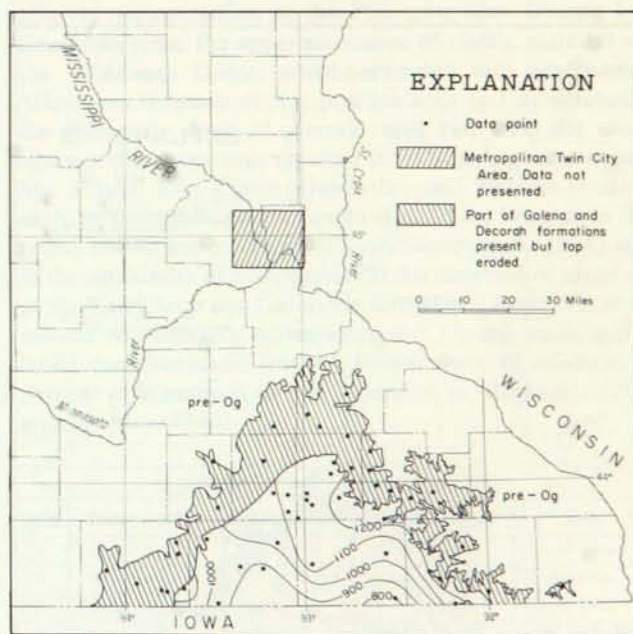 EXPLANATION
Data point
Metropolitan Twin City
Area. Data not
presented.
Part of Galena and
Decorah formations
present but top
eroded.
0 10 20 30 Miles
MISSISSIPPI
RIVER
St Croix
River
River
Minnesota
WISCONSIN
pre-Og
pre-Og
44°
1200
1100
1000
900
800
1000
94°
93°
92°
IOWA